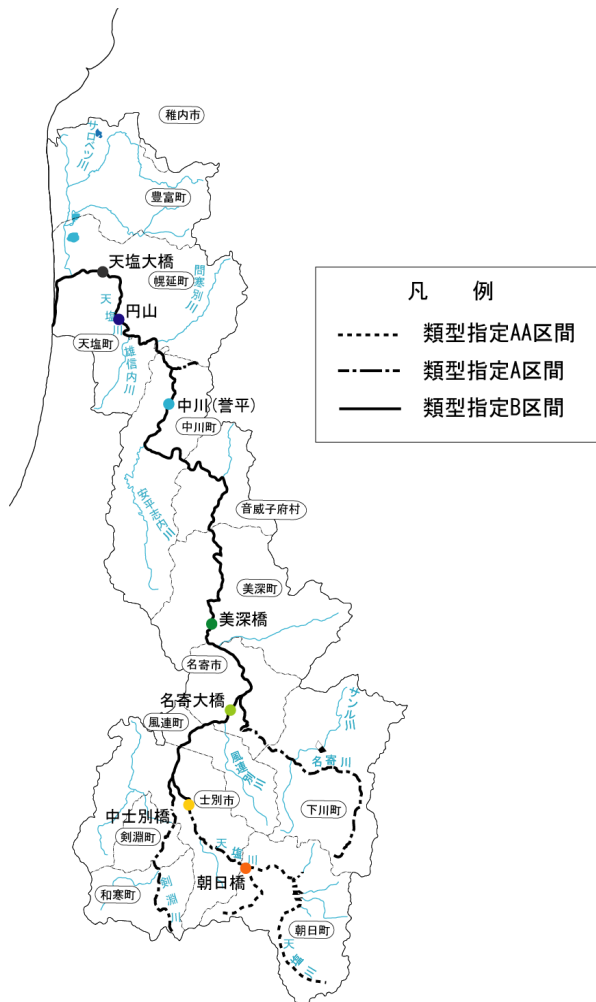 稚内市
サロベツ川
豊富町
天塩大橋
幌延町
問寒別川
円山
天塩川
天塩町
雄信内川
凡 例
類型指定AA区間
類型指定A区間
類型指定B区間
中川(誉平)
中川町
安平志内川
音威子府村
美深町
美深橋
名寄市
名寄大橋
サンル川
風連町
風連別川
名寄川
士別市
中士別橋
下川町
剣淵町
天塩川
朝日橋
和寒町
剣淵川
朝日町
天塩川